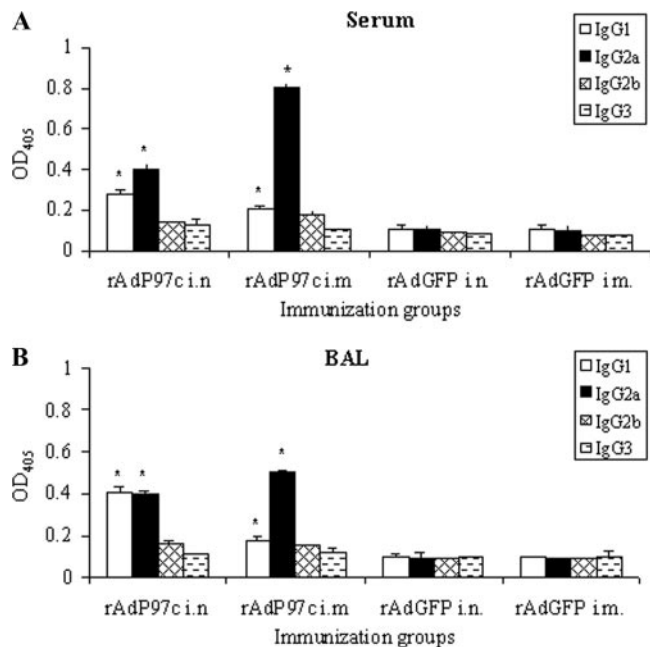 A
Serum
IgG1
IgG2a
IgG2b
IgG3
OD405
1
0.8
0.6
0.4
0.2
0
* * * *
rAdP97c i.n rAdP97c i.m rAdGFP i.n. rAdGFP i.m.
Immunization groups
B
BAL
IgG1
IgG2a
IgG2b
IgG3
OD405
1
0.8
0.6
0.4
0.2
0
* * * *
rAdP97c i.n rAdP97c i.m rAdGFP i.n. rAdGFP i.m.
Immunization groups